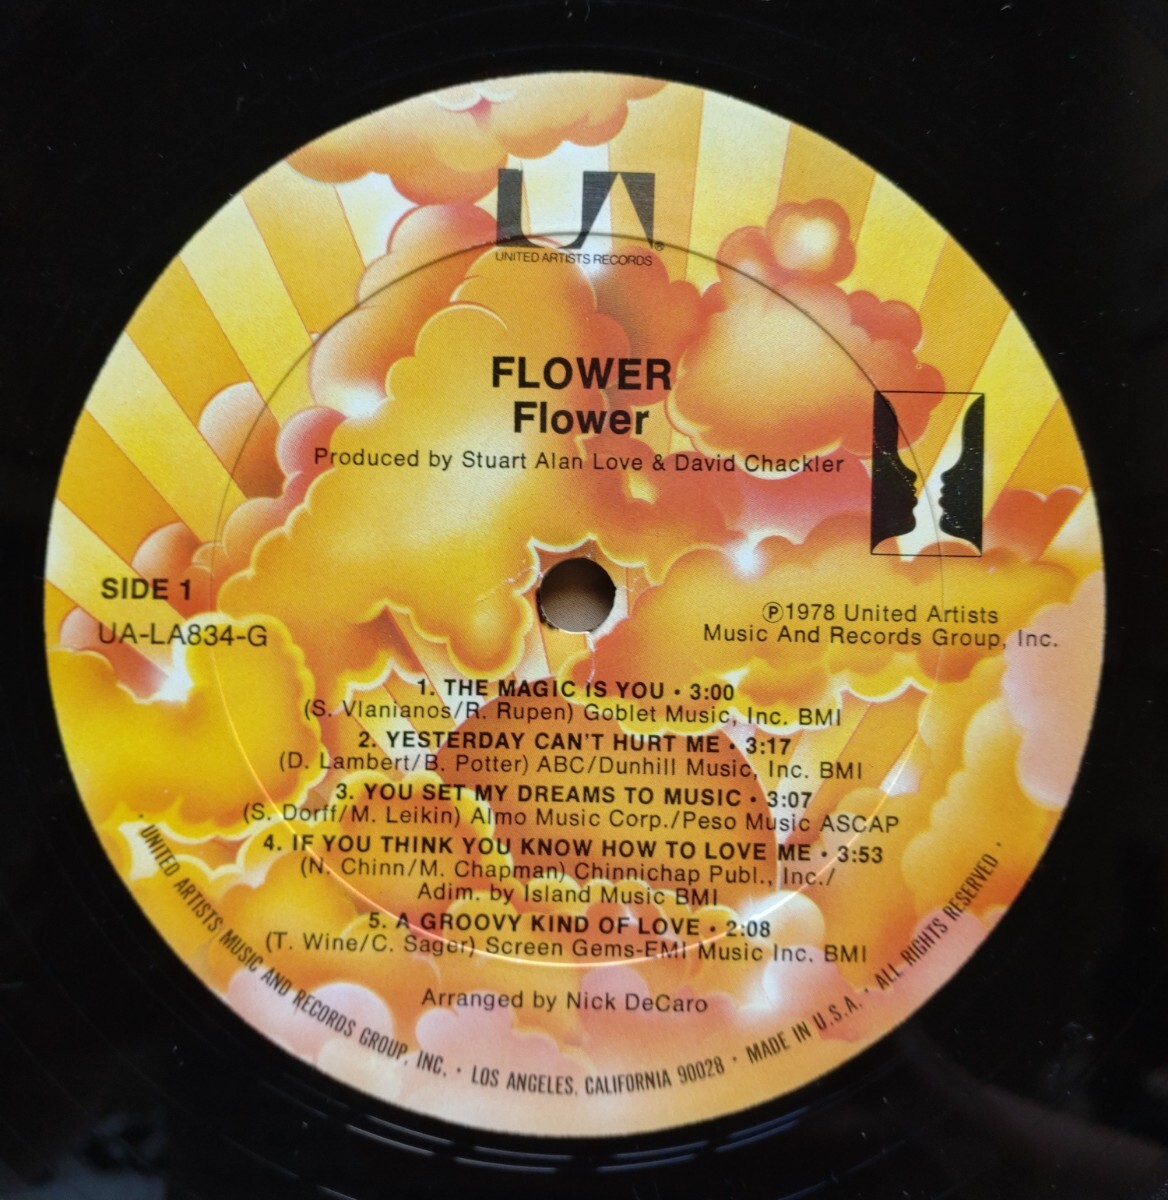 UA®
UNITED ARTISTS RECORDS
FLOWER
Flower
Produced by Stuart Alan Love & David Chackler
SIDE 1
UA-LA834-G
Ⓟ1978 United Artists
Music And Records Group, Inc.
1. THE MAGIC IS YOU • 3:00
(S. Vlanianos/R. Rupen) Goblet Music, Inc. BMI
2. YESTERDAY CAN'T HURT ME • 3:17
(D. Lambert/B. Potter) ABC/Dunhill Music, Inc. BMI
3. YOU SET MY DREAMS TO MUSIC • 3:07
(S. Dorff/M. Leikin) Almo Music Corp./Peso Music ASCAP
4. IF YOU THINK YOU KNOW HOW TO LOVE ME • 3:53
(N. Chinn/M. Chapman) Chinnichap Publ., Inc./
Adim. by Island Music BMI
5. A GROOVY KIND OF LOVE • 2:08
(T. Wine/C. Sager) Screen Gems-EMI Music Inc. BMI
Arranged by Nick DeCaro
• UNITED ARTISTS MUSIC AND RECORDS GROUP, INC. • LOS ANGELES, CALIFORNIA 90028 • MADE IN U.S.A. • ALL RIGHTS RESERVED •